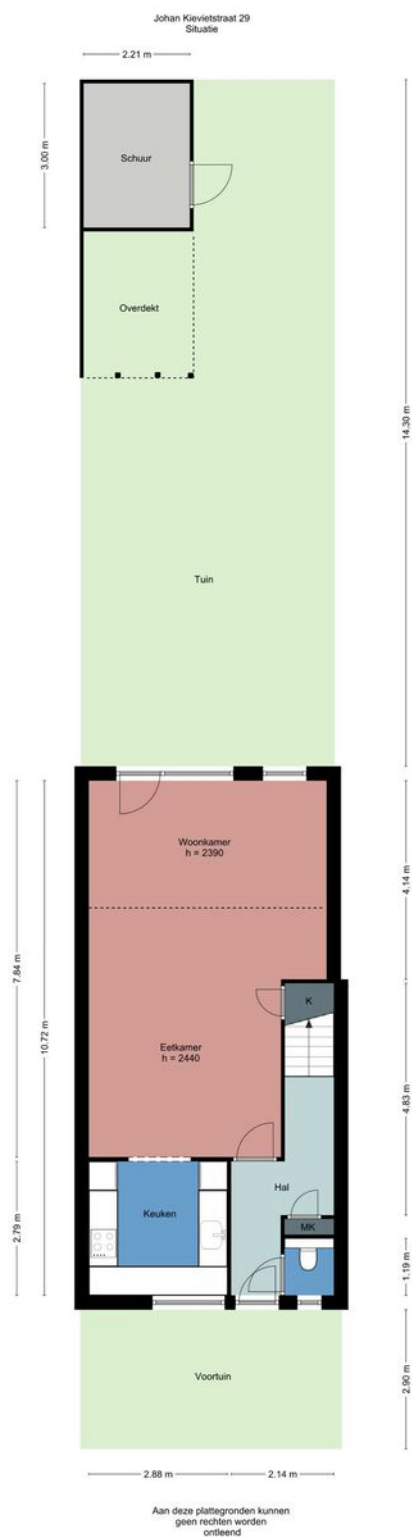 Johan Kievietstraat 29
Situatie
2.21 m
3.00 m
Schuur
Overdekt
14.30 m
Tuin
Woonkamer
h = 2390
4.14 m
7.84 m
10.72 m
K
Eetkamer
h = 2440
4.83 m
Hal
Keuken
MK
2.79 m
1.19 m
Voortuin
2.90 m
2.88 m
2.14 m
Aan deze plattegronden kunnen
geen rechten worden
ontleend